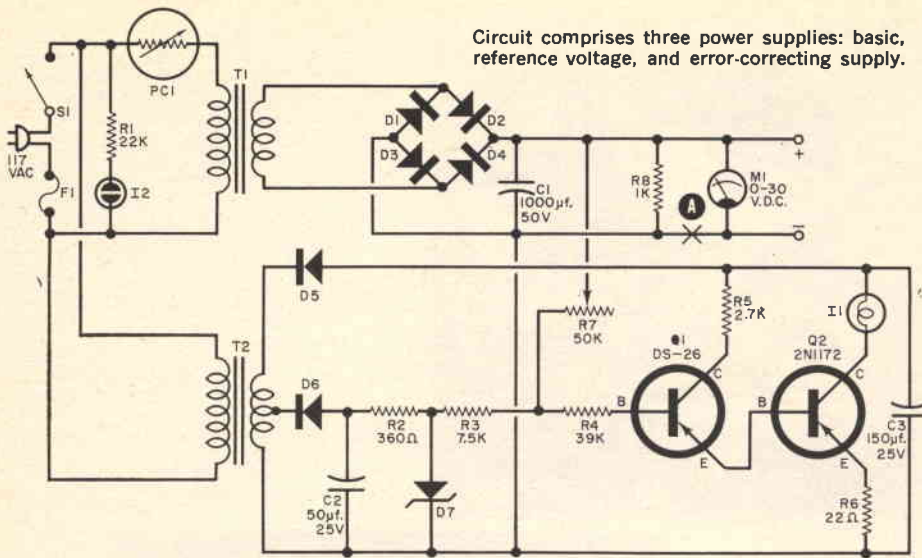 Circuit comprises three power supplies: basic,
reference voltage, and error-correcting supply.
PC1
T1
S1
R1
22K
117
VAC
F1
I2
D1
D2
D3
D4
C1
1000µf.
50V
R8
1K
A
M1
0-30
V.D.C.
+
−
D5
R7
50K
R5
2.7K
I1
Q1
DS-26
Q2
2N1172
C
C
T2
D6
R2
360Ω
R3
7.5K
R4
39K
B
B
E
E
C3
150µf.
25V
C2
50µf.
25V
D7
R6
22Ω